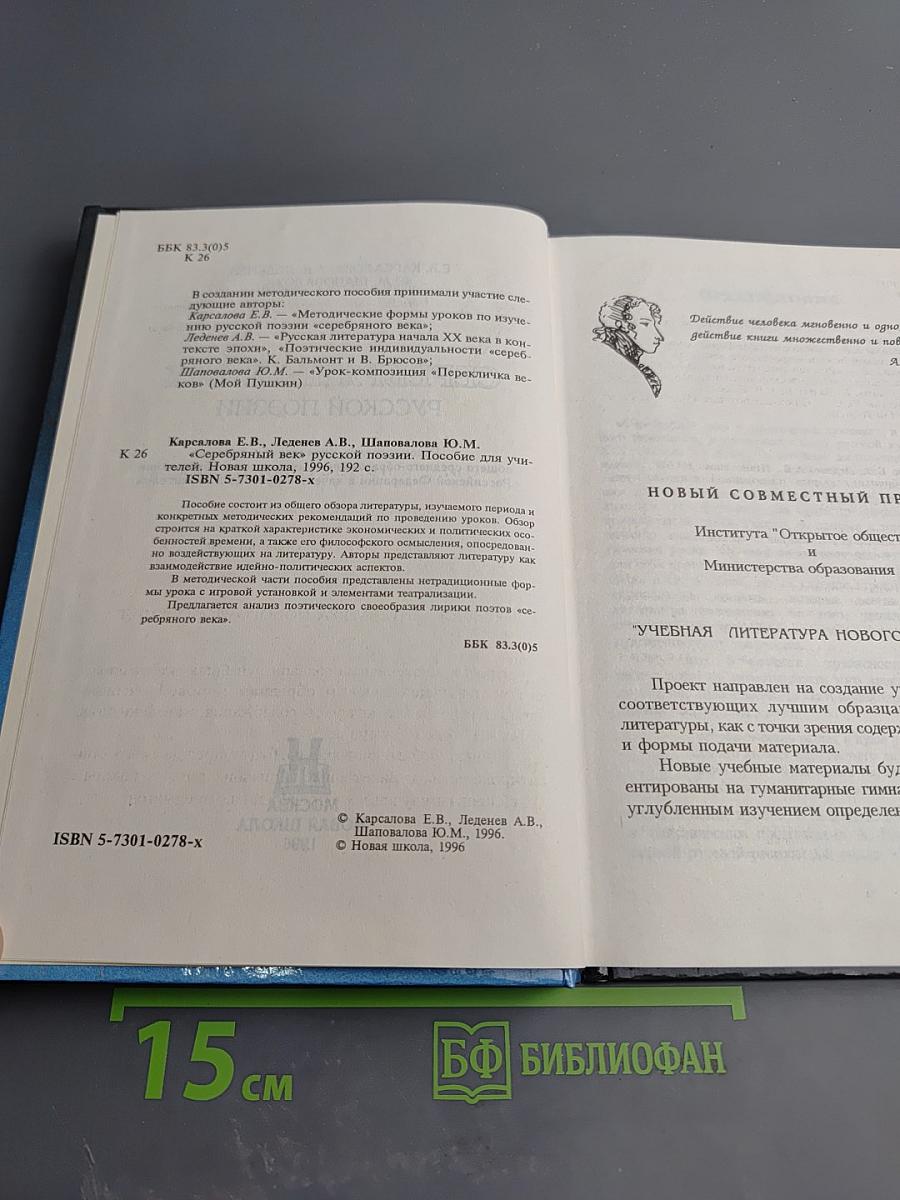 ББК 83.3(0)5
К 26
В создании методического пособия принимали участие сле-
дующие авторы:
Карсалова Е.В. — «Методические формы уроков по изуче-
нию русской поэзии «серебряного века»;
Леденев А.В. — «Русская литература начала XX века в кон-
тексте эпохи», «Поэтические индивидуальности «сереб-
ряного века». К. Бальмонт и В. Брюсов»;
Шаповалова Ю.М. — «Урок-композиция «Перекличка ве-
ков» (Мой Пушкин)
Карсалова Е.В., Леденев А.В., Шаповалова Ю.М.
К 26 «Серебряный век» русской поэзии. Пособие для учи-
телей. Новая школа, 1996, 192 с.
ISBN 5-7301-0278-х
Пособие состоит из общего обзора литературы, изучаемого периода и
конкретных методических рекомендаций по проведению уроков. Обзор
строится на краткой характеристике экономических и политических осо-
бенностей времени, а также его философского осмысления, опосредован-
но воздействующих на литературу. Авторы представляют литературу как
взаимодействие идейно-политических аспектов.
В методической части пособия представлены нетрадиционные фор-
мы урока с игровой установкой и элементами театрализации.
Предлагается анализ поэтического своеобразия лирики поэтов «се-
ребряного века».
ББК 83.3(0)5
© Карсалова Е.В., Леденев А.В.,
Шаповалова Ю.М., 1996.
© Новая школа, 1996
ISBN 5-7301-0278-х
Действие человека мгновенно и одно
действие книги множественно и пов
А
НОВЫЙ СОВМЕСТНЫЙ ПР
Института "Открытое общест
и
Министерства образования
"УЧЕБНАЯ ЛИТЕРАТУРА НОВОГО
Проект направлен на создание у
соответствующих лучшим образца
литературы, как с точки зрения содер
и формы подачи материала.
Новые учебные материалы буд
ентированы на гуманитарные гимна
углубленным изучением определен
15 см
БФ БИБЛИОФАН